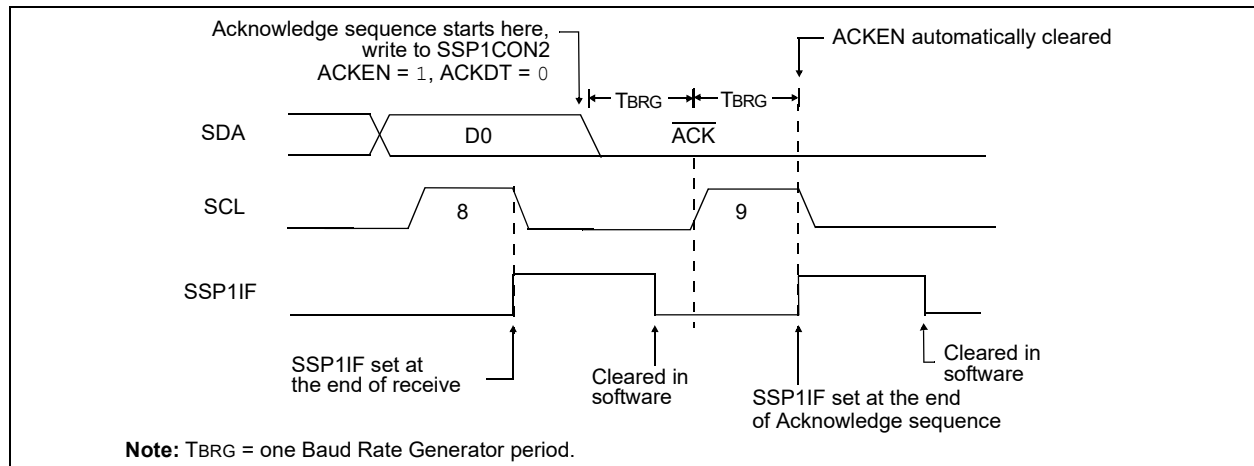 Acknowledge sequence starts here,
write to SSP1CON2
ACKEN = 1, ACKDT = 0
ACKEN automatically cleared
TBRG
TBRG
SDA
D0
ACK
SCL
8
9
SSP1IF
SSP1IF set at
the end of receive
Cleared in
software
SSP1IF set at the end
of Acknowledge sequence
Cleared in
software
Note: TBRG = one Baud Rate Generator period.